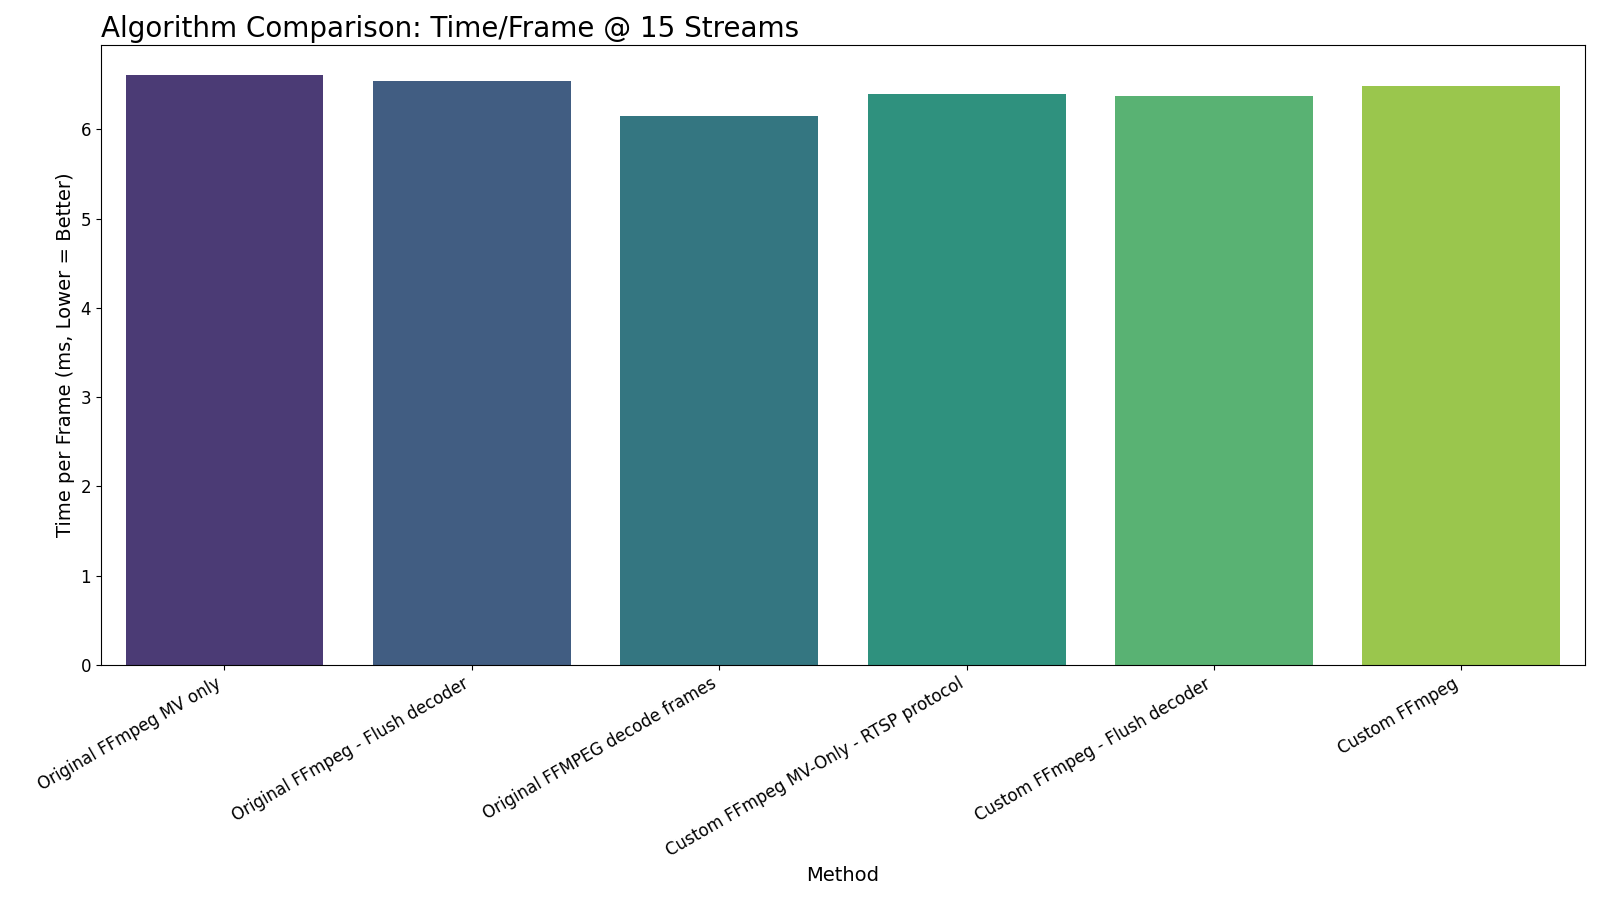 Algorithm Comparison: Time/Frame @ 15 Streams
Time per Frame (ms, Lower = Better)
6
5
4
3
2
1
0
Original FFmpeg MV only
Original FFmpeg - Flush decoder
Original FFMPEG decode frames
Custom FFmpeg MV-Only - RTSP protocol
Custom FFmpeg - Flush decoder
Custom FFmpeg
Method